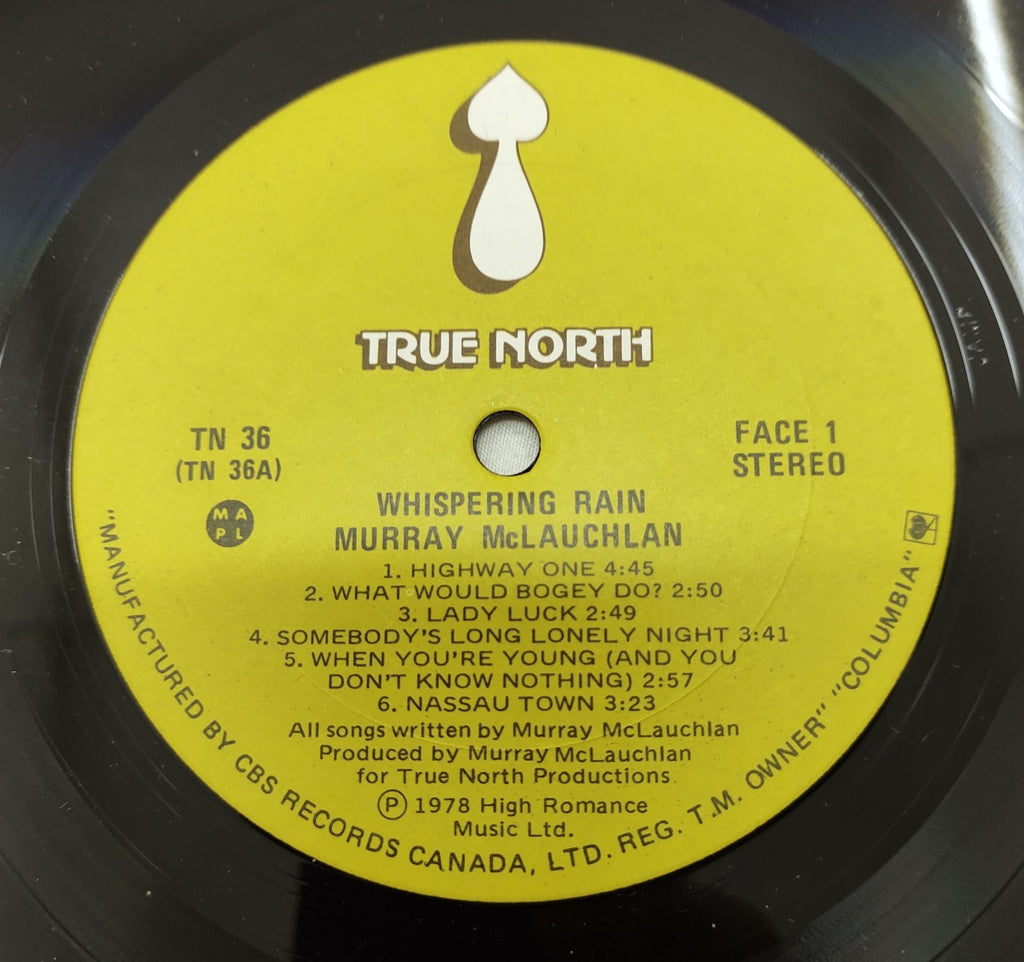 TRUE NORTH
TN 36
(TN 36A)
FACE 1
STEREO
M A
P L
WHISPERING RAIN
MURRAY McLAUCHLAN
1. HIGHWAY ONE 4:45
2. WHAT WOULD BOGEY DO? 2:50
3. LADY LUCK 2:49
4. SOMEBODY'S LONG LONELY NIGHT 3:41
5. WHEN YOU'RE YOUNG (AND YOU
DON'T KNOW NOTHING) 2:57
6. NASSAU TOWN 3:23
All songs written by Murray McLauchlan
Produced by Murray McLauchlan
for True North Productions
Ⓟ 1978 High Romance
Music Ltd.
"MANUFACTURED BY CBS RECORDS CANADA, LTD. REG. T.M. OWNER" "COLUMBIA"